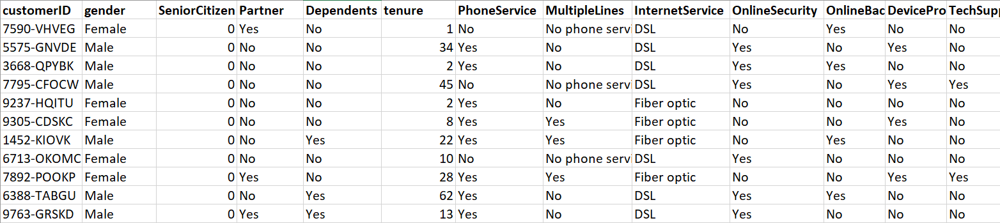 customerID gender SeniorCitizen Partner Dependents tenure PhoneService MultipleLines InternetService OnlineSecurity OnlineBac DevicePro TechSupp
7590-VHVEG Female 0 Yes No 1 No No phone servi DSL No Yes No No
5575-GNVDE Male 0 No No 34 Yes No DSL Yes No Yes No
3668-QPYBK Male 0 No No 2 Yes No DSL Yes Yes No No
7795-CFOCW Male 0 No No 45 No No phone servi DSL Yes No Yes Yes
9237-HQITU Female 0 No No 2 Yes No Fiber optic No No No No
9305-CDSKC Female 0 No No 8 Yes Yes Fiber optic No No Yes No
1452-KIOVK Male 0 No Yes 22 Yes Yes Fiber optic No Yes No No
6713-OKOMC Female 0 No No 10 No No phone servi DSL Yes No No No
7892-POOKP Female 0 Yes No 28 Yes Yes Fiber optic No No Yes Yes
6388-TABGU Male 0 No Yes 62 Yes No DSL Yes Yes No No
9763-GRSKD Male 0 Yes Yes 13 Yes No DSL Yes No No No